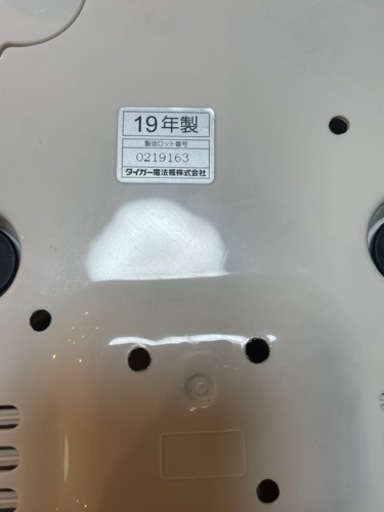 19年製
製造ロット番号
0219163
タイガー魔法瓶株式会社